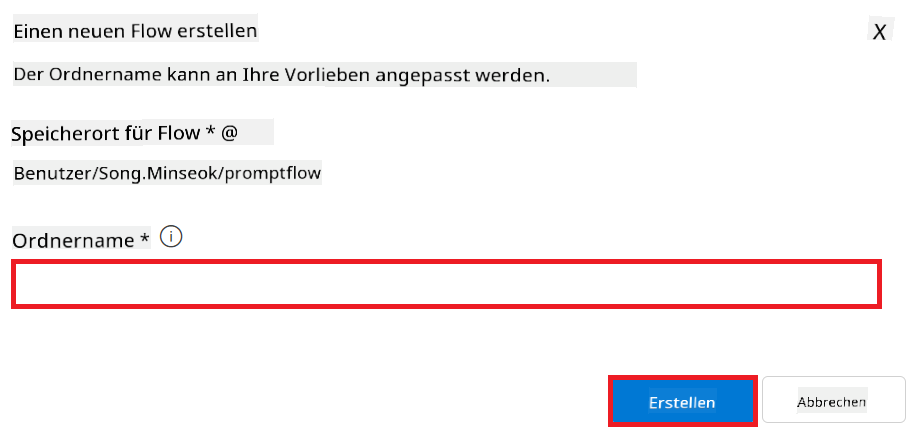 Einen neuen Flow erstellen
X
Der Ordnername kann an Ihre Vorlieben angepasst werden.
Speicherort für Flow * @
Benutzer/Song.Minseok/promptflow
Ordnername * i
Erstellen
Abbrechen